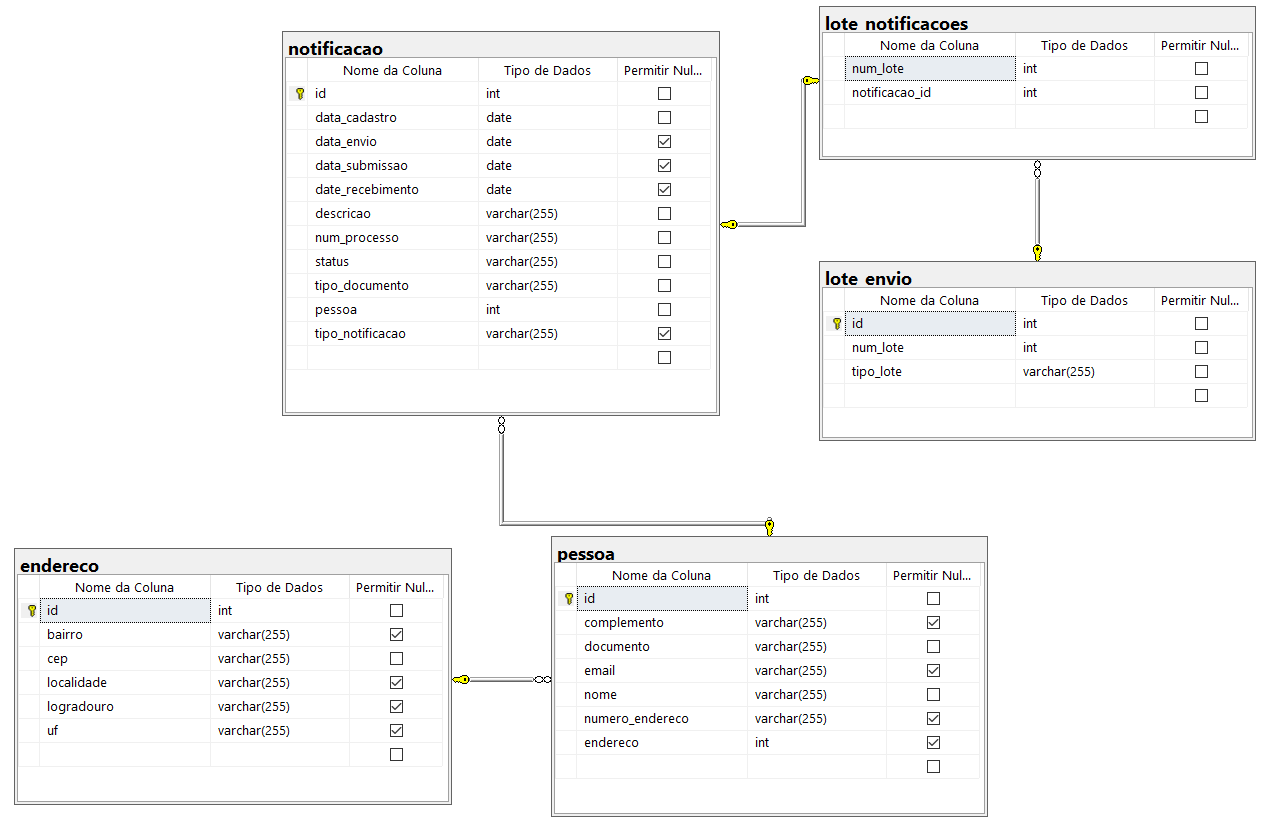 notificacao
Nome da Coluna Tipo de Dados Permitir Nul...
id int
data_cadastro date
data_envio date
data_submissao date
date_recebimento date
descricao varchar(255)
num_processo varchar(255)
status varchar(255)
tipo_documento varchar(255)
pessoa int
tipo_notificacao varchar(255)
lote_notificacoes
Nome da Coluna Tipo de Dados Permitir Nul...
num_lote int
notificacao_id int
lote_envio
Nome da Coluna Tipo de Dados Permitir Nul...
id int
num_lote int
tipo_lote varchar(255)
endereco
Nome da Coluna Tipo de Dados Permitir Nul...
id int
bairro varchar(255)
cep varchar(255)
localidade varchar(255)
logradouro varchar(255)
uf varchar(255)
pessoa
Nome da Coluna Tipo de Dados Permitir Nul...
id int
complemento varchar(255)
documento varchar(255)
email varchar(255)
nome varchar(255)
numero_endereco varchar(255)
endereco int